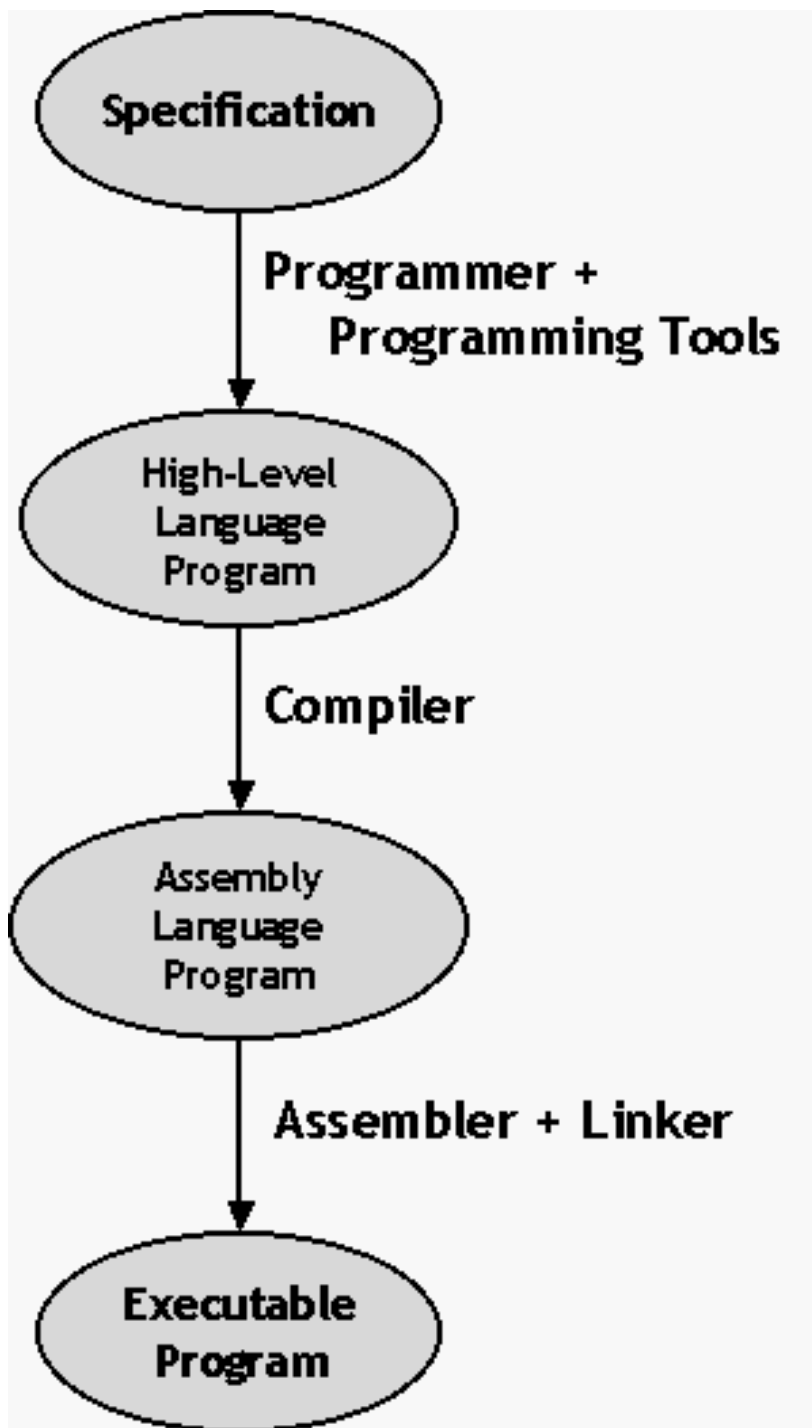 Specification
Programmer +
Programming Tools
High-Level
Language
Program
Compiler
Assembly
Language
Program
Assembler + Linker
Executable
Program